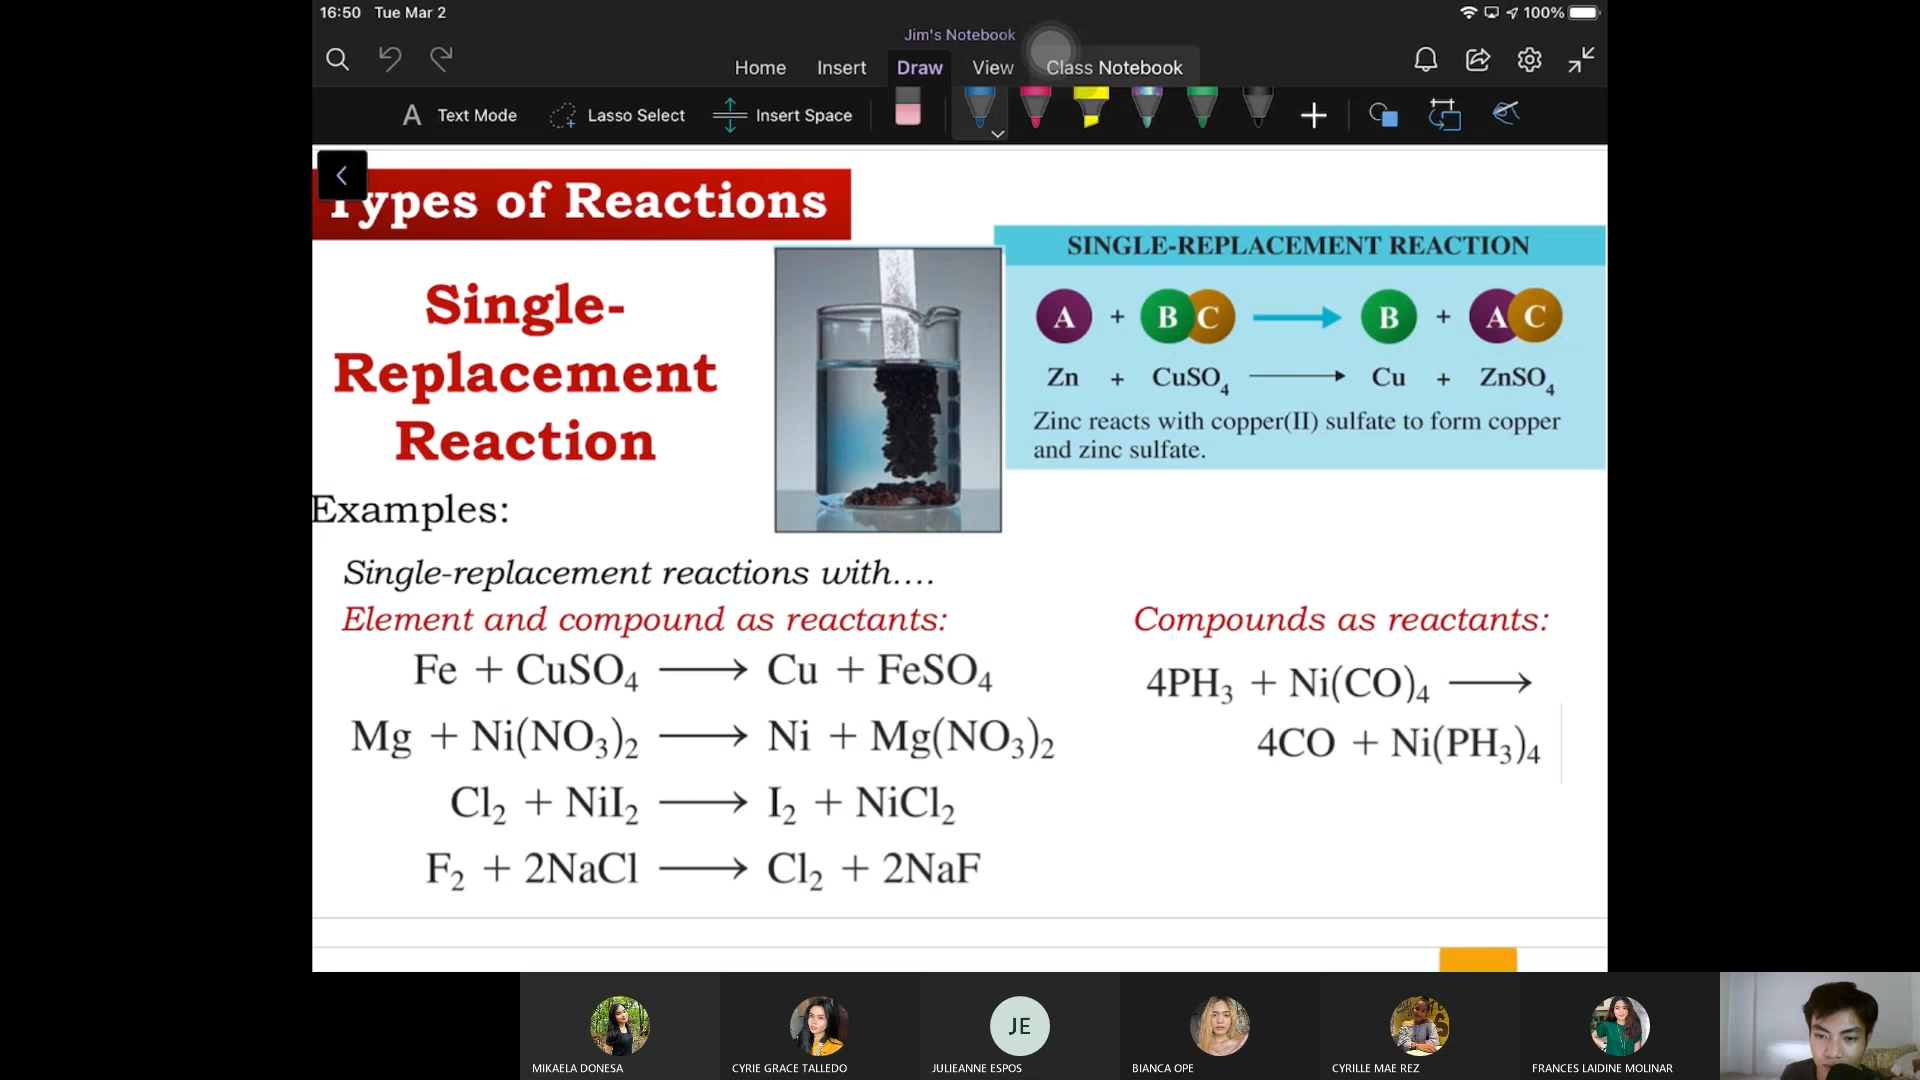 16:50 Tue Mar 2
100%
Jim's Notebook
Home Insert Draw View Class Notebook
A Text Mode Lasso Select Insert Space
Types of Reactions
Single-
Replacement
Reaction
SINGLE-REPLACEMENT REACTION
A + B C B + A C
Zn + CuSO₄ ⟶ Cu + ZnSO₄
Zinc reacts with copper(II) sulfate to form copper
and zinc sulfate.
Examples:
Single-replacement reactions with....
Element and compound as reactants:
Fe + CuSO₄ ⟶ Cu + FeSO₄
Mg + Ni(NO₃)₂ ⟶ Ni + Mg(NO₃)₂
Cl₂ + NiI₂ ⟶ I₂ + NiCl₂
F₂ + 2NaCl ⟶ Cl₂ + 2NaF
Compounds as reactants:
4PH₃ + Ni(CO)₄ ⟶
4CO + Ni(PH₃)₄
JE
MIKAELA DONESA CYRIE GRACE TALLEDO JULIEANNE ESPOS BIANCA OPE CYRILLE MAE REZ FRANCES LAIDINE MOLINAR